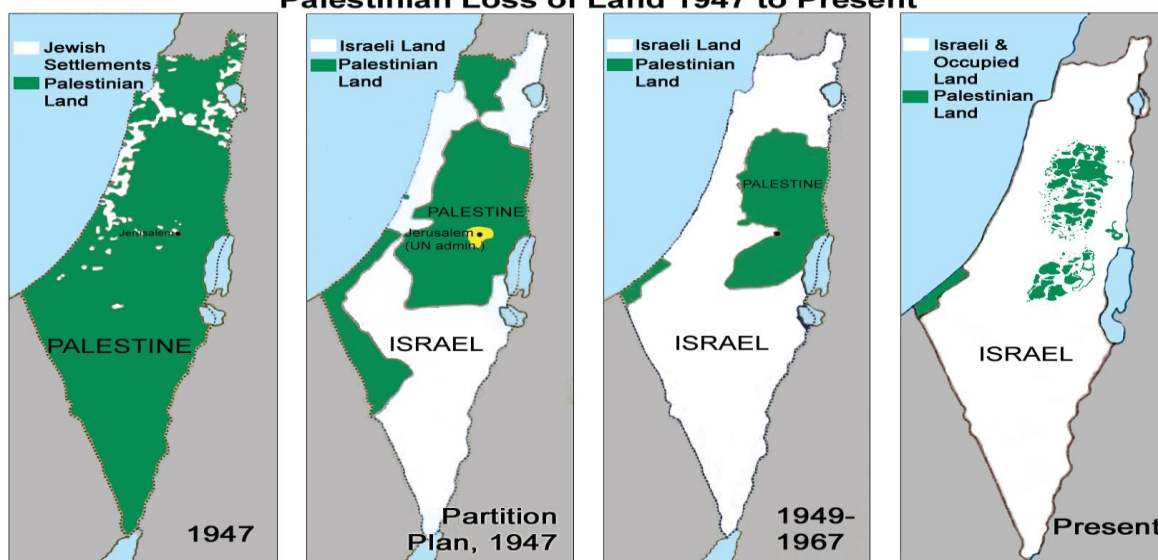 Palestinian Loss of Land 1947 to Present
Jewish
Settlements
Palestinian
Land
Jerusalem
PALESTINE
1947
Israeli Land
Palestinian
Land
PALESTINE
Jerusalem
(UN admin.)
ISRAEL
Partition
Plan, 1947
Israeli Land
Palestinian
Land
PALESTINE
ISRAEL
1949-
1967
Israeli &
Occupied
Land
Palestinian
Land
ISRAEL
Present